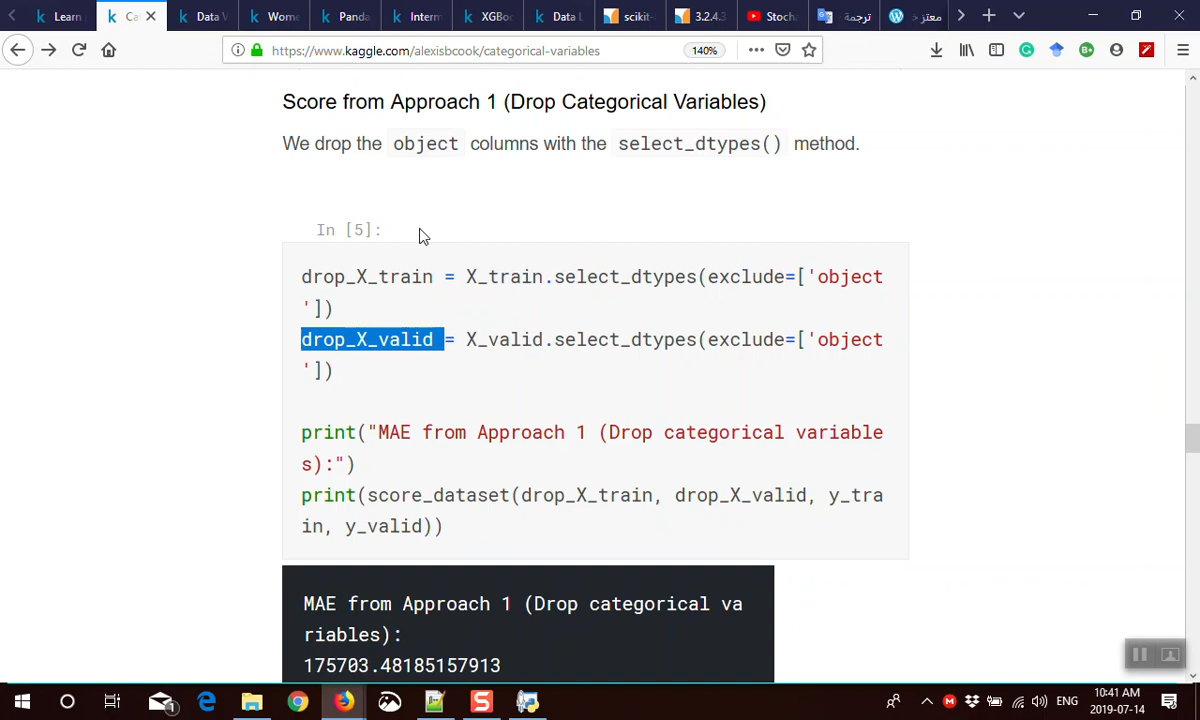 Learn
Ca
Data V
Wome
Panda
Interm
XGBoo
Data L
scikit-
3.2.4.3
Stocha
ترجمة
معتز >
https://www.kaggle.com/alexisbcook/categorical-variables
140%
Score from Approach 1 (Drop Categorical Variables)
We drop the object columns with the select_dtypes() method.
In [5]:
drop_X_train = X_train.select_dtypes(exclude=['object
'])
drop_X_valid = X_valid.select_dtypes(exclude=['object
'])
print("MAE from Approach 1 (Drop categorical variable
s):")
print(score_dataset(drop_X_train, drop_X_valid, y_tra
in, y_valid))
MAE from Approach 1 (Drop categorical va
riables):
175703.48185157913
ENG
10:41 AM
2019-07-14